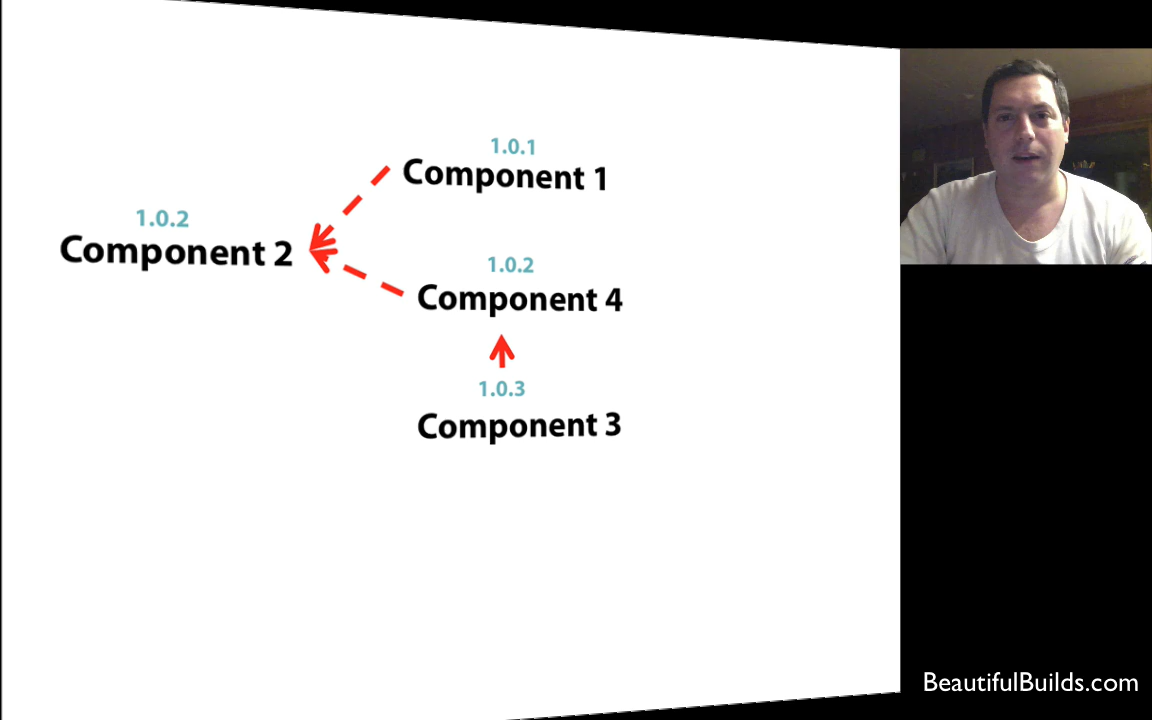 1.0.1
Component 1
1.0.2
Component 2
1.0.2
Component 4
1.0.3
Component 3
BeautifulBuilds.com